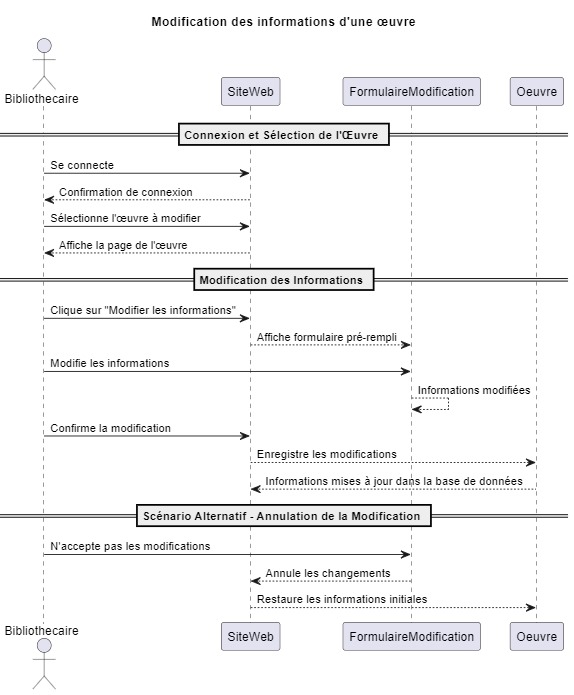 Modification des informations d'une œuvre
Bibliothecaire
SiteWeb
FormulaireModification
Oeuvre
Connexion et Sélection de l'Œuvre
Se connecte
Confirmation de connexion
Sélectionne l'œuvre à modifier
Affiche la page de l'œuvre
Modification des Informations
Clique sur "Modifier les informations"
Affiche formulaire pré-rempli
Modifie les informations
Informations modifiées
Confirme la modification
Enregistre les modifications
Informations mises à jour dans la base de données
Scénario Alternatif - Annulation de la Modification
N'accepte pas les modifications
Annule les changements
Restaure les informations initiales
Bibliothecaire
SiteWeb
FormulaireModification
Oeuvre